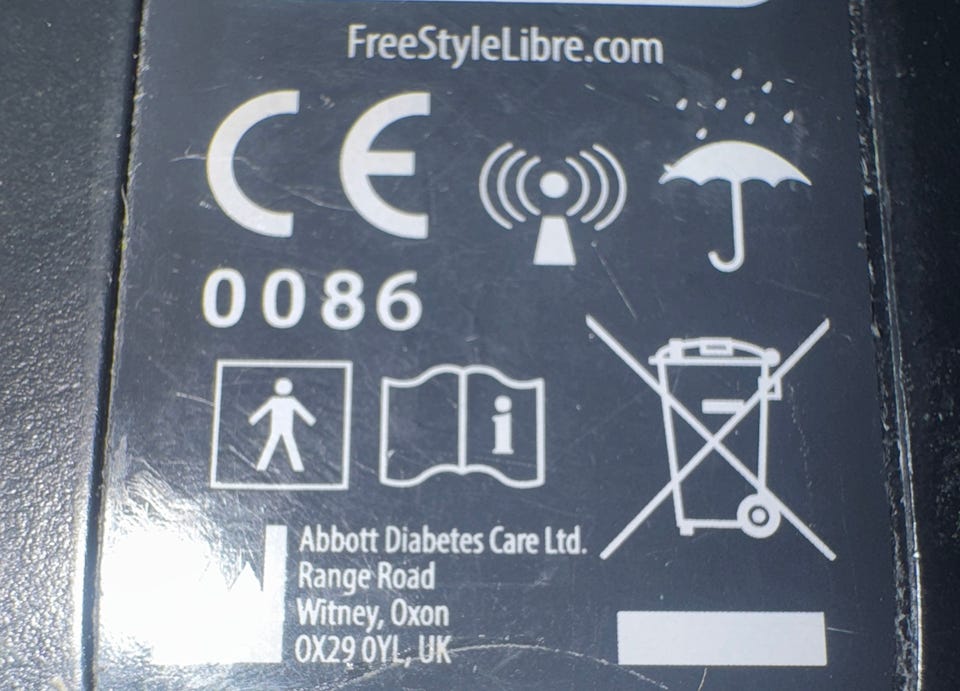 FreeStyleLibre.com
CE
0086
i
Abbott Diabetes Care Ltd.
Range Road
Witney, Oxon
OX29 0YL, UK